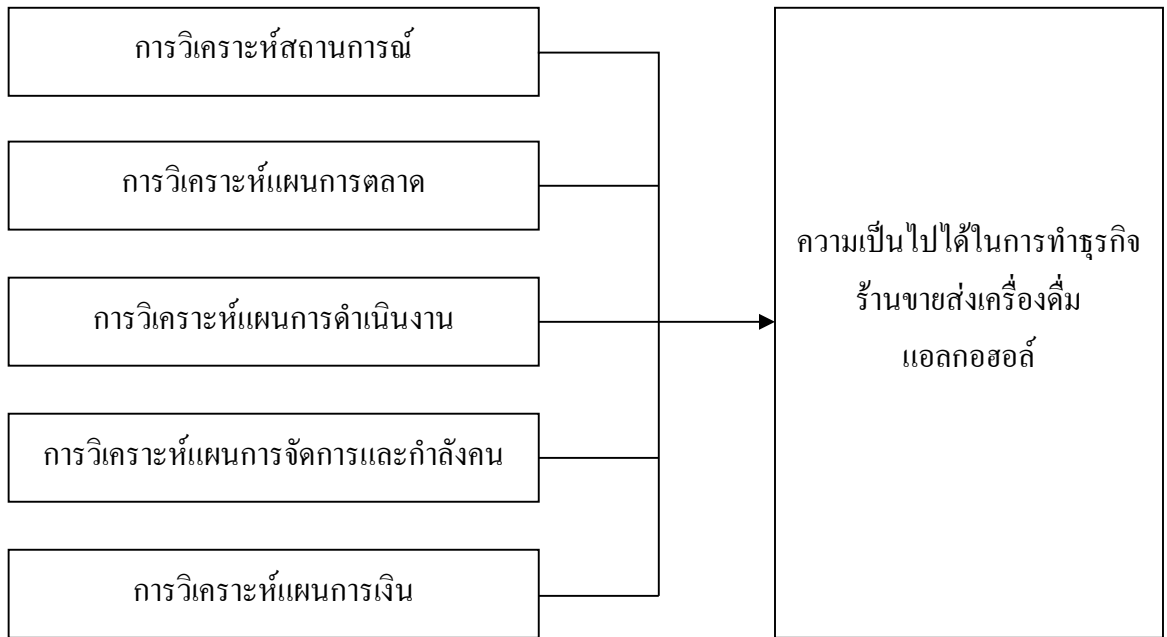 การวิเคราะห์สถานการณ์
การวิเคราะห์แผนการตลาด
การวิเคราะห์แผนการดำเนินงาน
การวิเคราะห์แผนการจัดการและกำลังคน
การวิเคราะห์แผนการเงิน
ความเป็นไปได้ในการทำธุรกิจ
ร้านขายส่งเครื่องดื่ม
แอลกอฮอล์